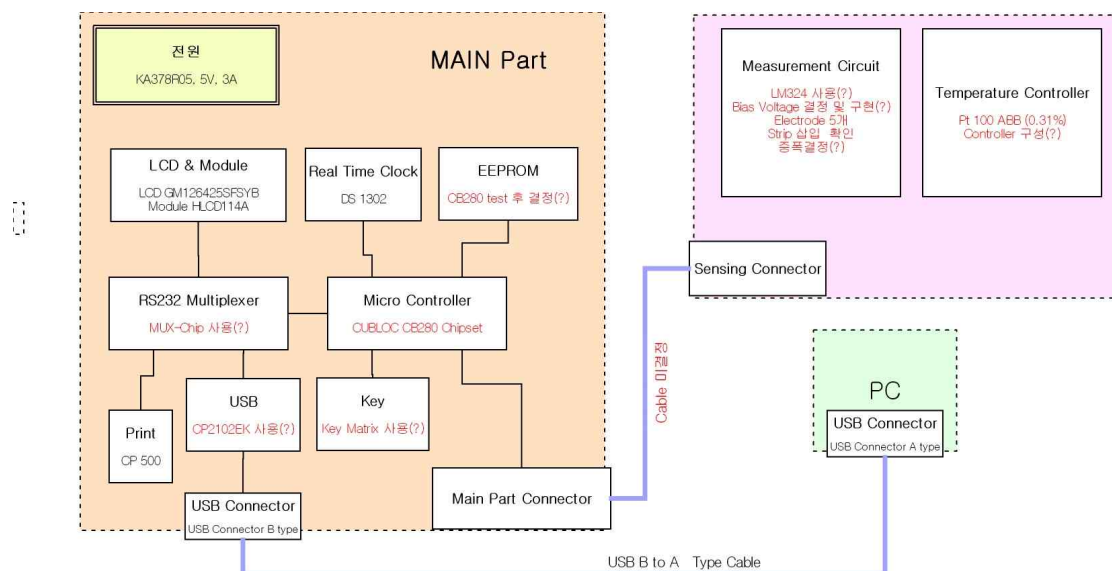 전원
KA378R05, 5V, 3A
MAIN Part
LCD & Module
LCD GM126425SFSYB
Module HLCD114A
Real Time Clock
DS 1302
EEPROM
CB280 test 후 결정(?)
RS232 Multiplexer
MUX-Chip 사용(?)
Micro Controller
CUBLOC CB280 Chipset
Print
CP 500
USB
CP2102EK 사용(?)
Key
Key Matrix 사용(?)
USB Connector
USB Connector B type
Main Part Connector
Cable 미결정
Measurement Circuit
LM324 사용(?)
Bias Voltage 결정 및 구현(?)
Electrode 5개
Strip 삽입 확인
증폭결정(?)
Temperature Controller
Pt 100 ABB (0.31%)
Controller 구성(?)
Sensing Connector
PC
USB Connector
USB Connector A type
USB B to A Type Cable